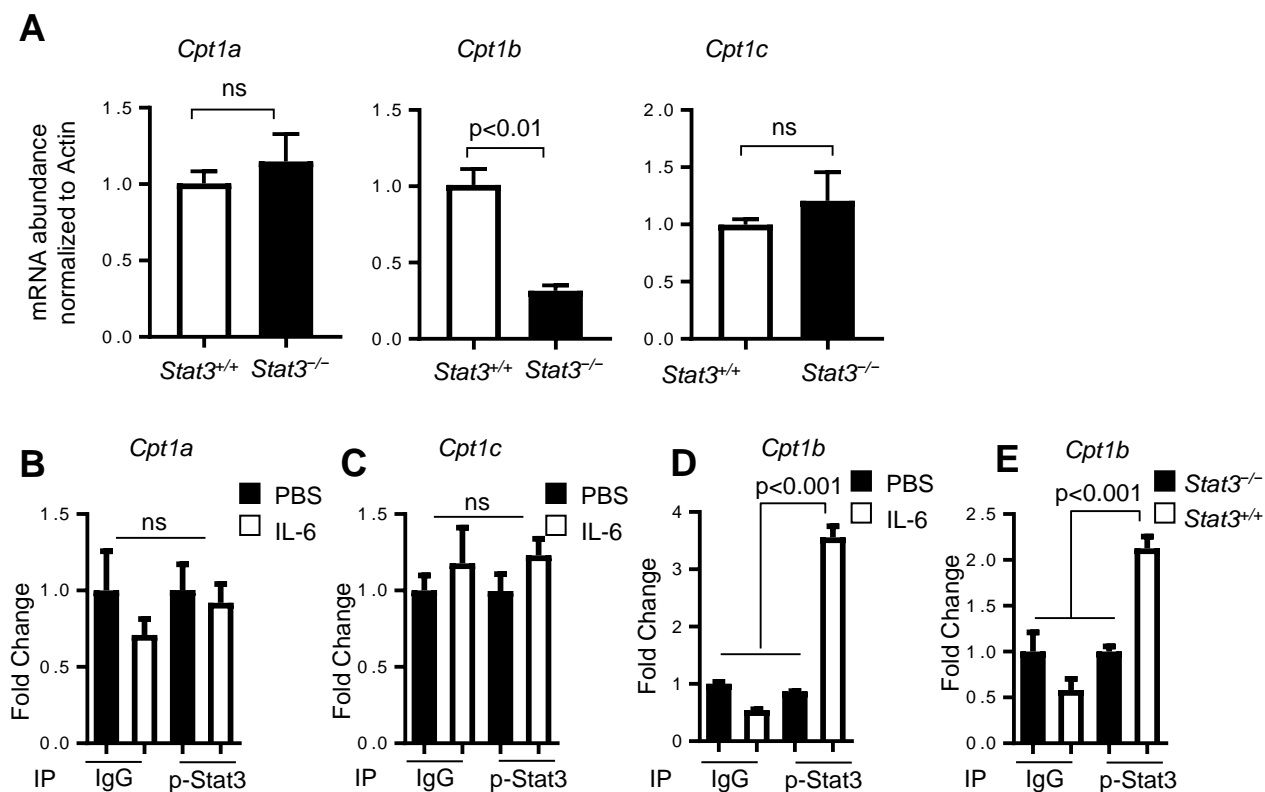 A
Cpt1a
Cpt1b
Cpt1c
mRNA abundance
normalized to Actin
1.5
1.0
0.5
0.0
ns
Stat3+/+ Stat3–/–
1.5
1.0
0.5
0.0
p<0.01
Stat3+/+ Stat3–/–
2.0
1.5
1.0
0.5
0.0
ns
Stat3+/+ Stat3–/–
B
Cpt1a
PBS
IL-6
ns
Fold Change
1.5
1.0
0.5
0.0
IP IgG p-Stat3
C
Cpt1c
PBS
IL-6
ns
Fold Change
1.5
1.0
0.5
0.0
IP IgG p-Stat3
D
Cpt1b
PBS
IL-6
p<0.001
Fold Change
4
3
2
1
0
IP IgG p-Stat3
E
Cpt1b
Stat3–/–
Stat3+/+
p<0.001
Fold Change
2.5
2.0
1.5
1.0
0.5
0.0
IP IgG p-Stat3